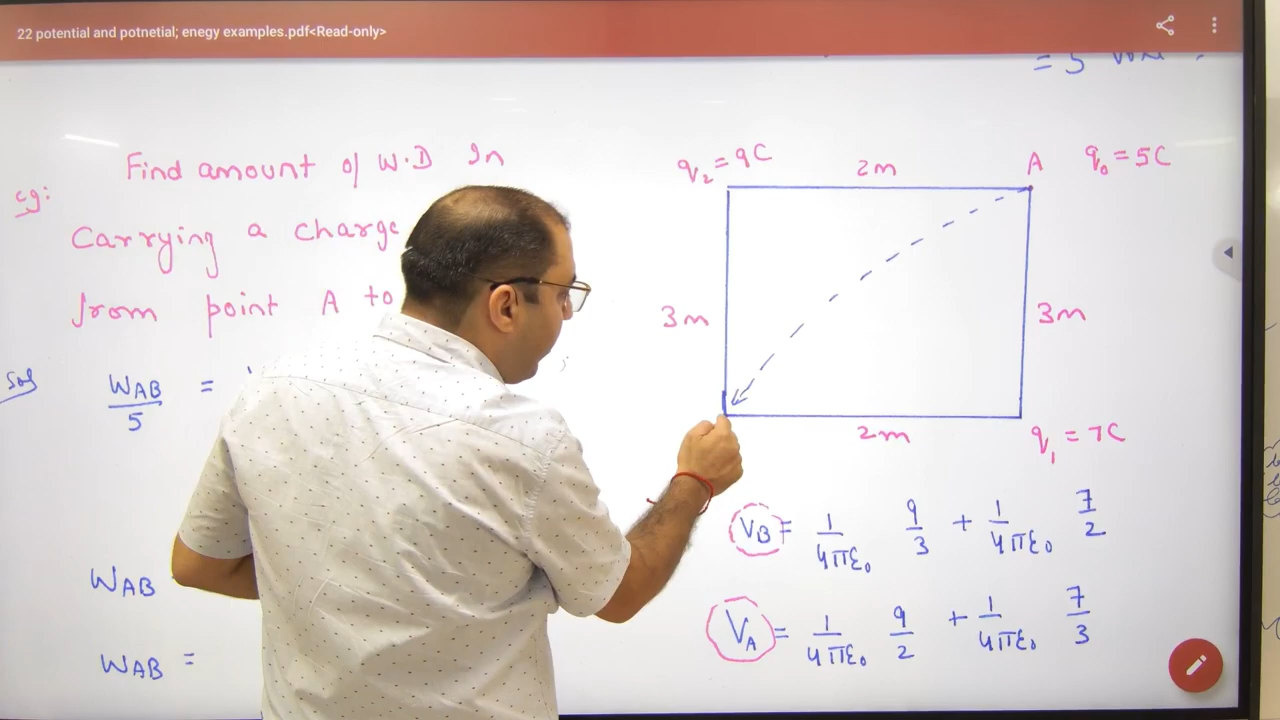 22 potential and potnetial; enegy examples.pdf<Read-only>
eg: Find amount of W.D In
Carrying a charge
from point A to
Sol W_AB / 5 =
W_AB
W_AB =
q₂ = 9C 2m A q₀ = 5C
3m 3m
2m q₁ = 7C
V_B = 1/4πε₀ 9/3 + 1/4πε₀ 7/2
V_A = 1/4πε₀ 9/2 + 1/4πε₀ 7/3